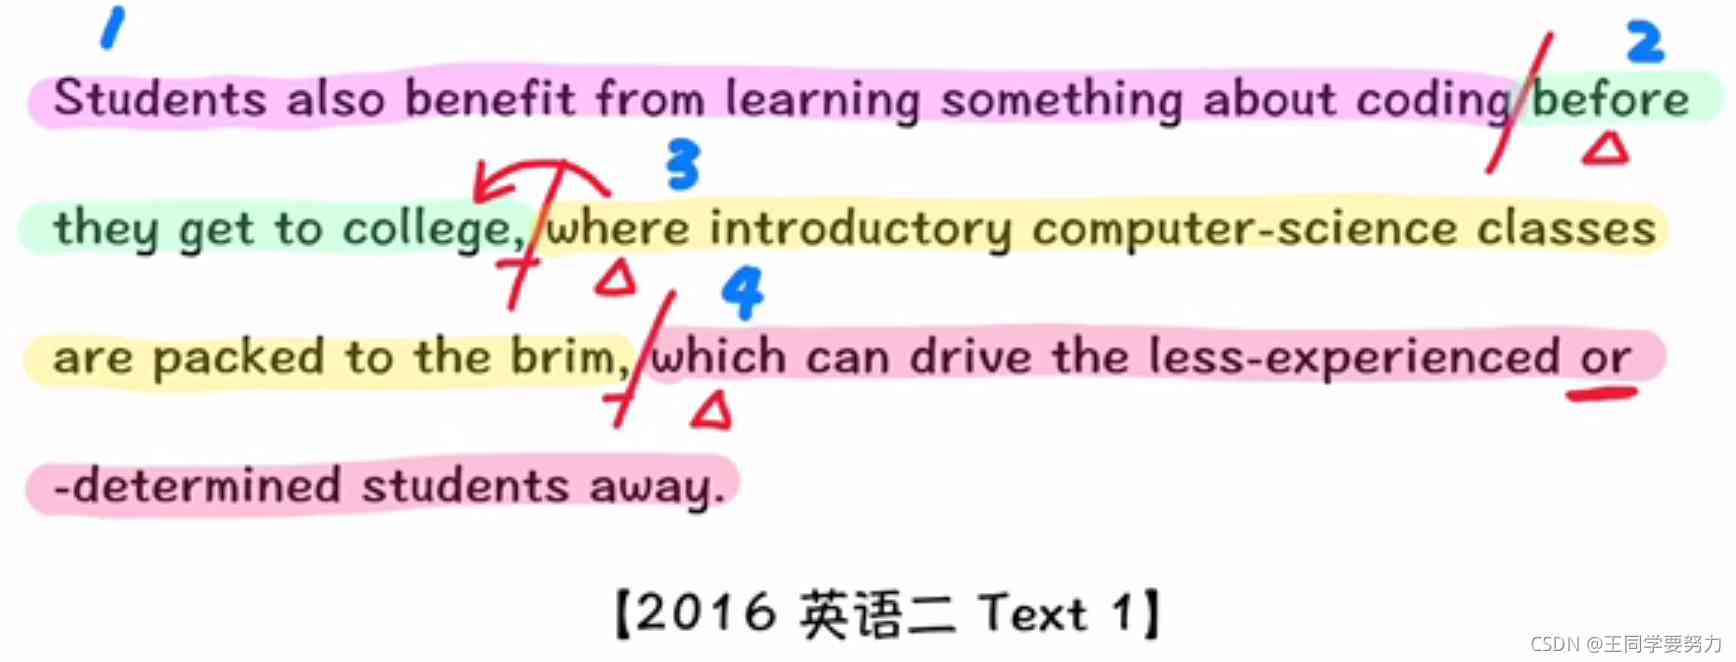 1
2
Students also benefit from learning something about coding before
3
they get to college, where introductory computer-science classes
4
are packed to the brim, which can drive the less-experienced or
-determined students away.
【2016 英语二 Text 1】
CSDN @王同学要努力